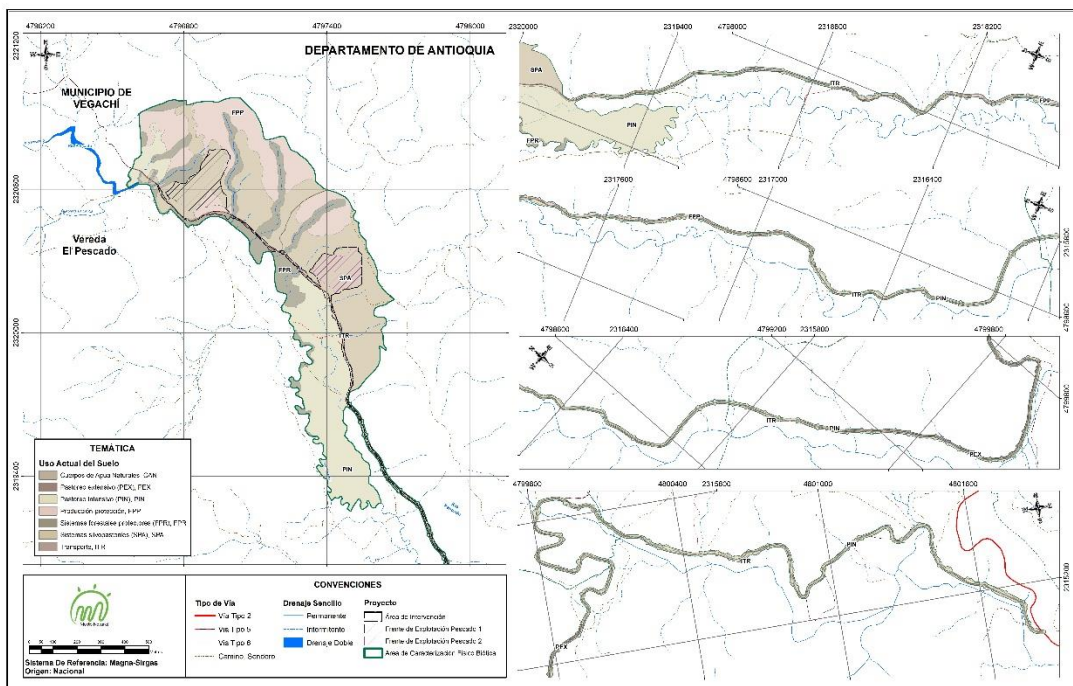 4796200
4796800
4797400
4798000
2321200
2320600
2320000
DEPARTAMENTO DE ANTIOQUIA
MUNICIPIO DE
VEGACHÍ
Vereda
El Pescado
FPP
FPR
SPA
ITR
PIN
TEMÁTICA
Uso Actual del Suelo
Cuerpos de Agua Naturales, CAN
Pastoreo extensivo (PEX), PEX
Pastoreo Intensivo (PIN), PIN
Producción protección, FPP
Sistemas forestales protectores (FPR), FPR
Sistemas silvopastoriles (SPA), SPA
Transporte, ITR
CONVENCIONES
Tipo de Vía
Vía Tipo 2
Vía Tipo 5
Vía Tipo 6
Camino, Sendero
Drenaje Sencillo
Permanente
Intermitente
Drenaje Doble
Proyecto
Área de Intervención
Frente de Explotación Pescado 1
Frente de Explotación Pescado 2
Área de Caracterización Físico Biótica
Sistema De Referencia: Magna-Sirgas
Origen: Nacional
2320000
2319400
4798000
2318800
2318200
SPA
FPR
PIN
ITR
FPP
2317600
4798600
2317000
2316400
4798600
FPP
ITR
PIN
4798600
2316400
4799200
2315800
4799800
4799800
ITR
PIN
PEX
4799800
4800400
2315800
4801000
4801600
2315200
ITR
PIN
PEX